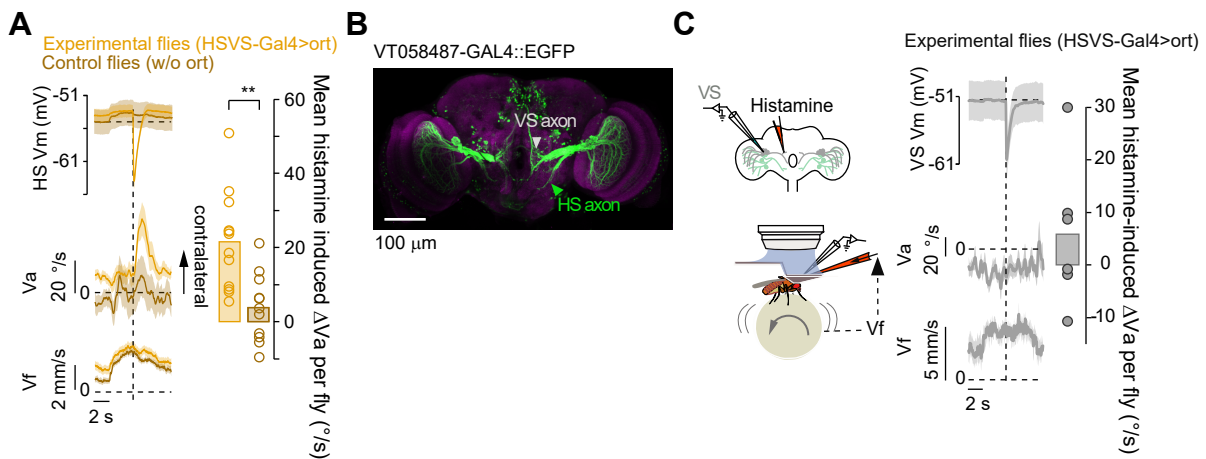 A
Experimental flies (HSVS-Gal4>ort)
Control flies (w/o ort)
HS Vm (mV)
-51
-61
Va
20 °/s
0
Vf
2 mm/s
0
2 s
contralateral
**
60
40
20
0
Mean histamine induced ΔVa per fly (°/s)
B
VT058487-GAL4::EGFP
VS axon
HS axon
100 μm
C
Experimental flies (HSVS-Gal4>ort)
VS
Histamine
Vf
VS Vm (mV)
-51
-61
Va
20 °/s
0
Vf
5 mm/s
0
2 s
30
20
10
0
-10
Mean histamine-induced ΔVa per fly (°/s)